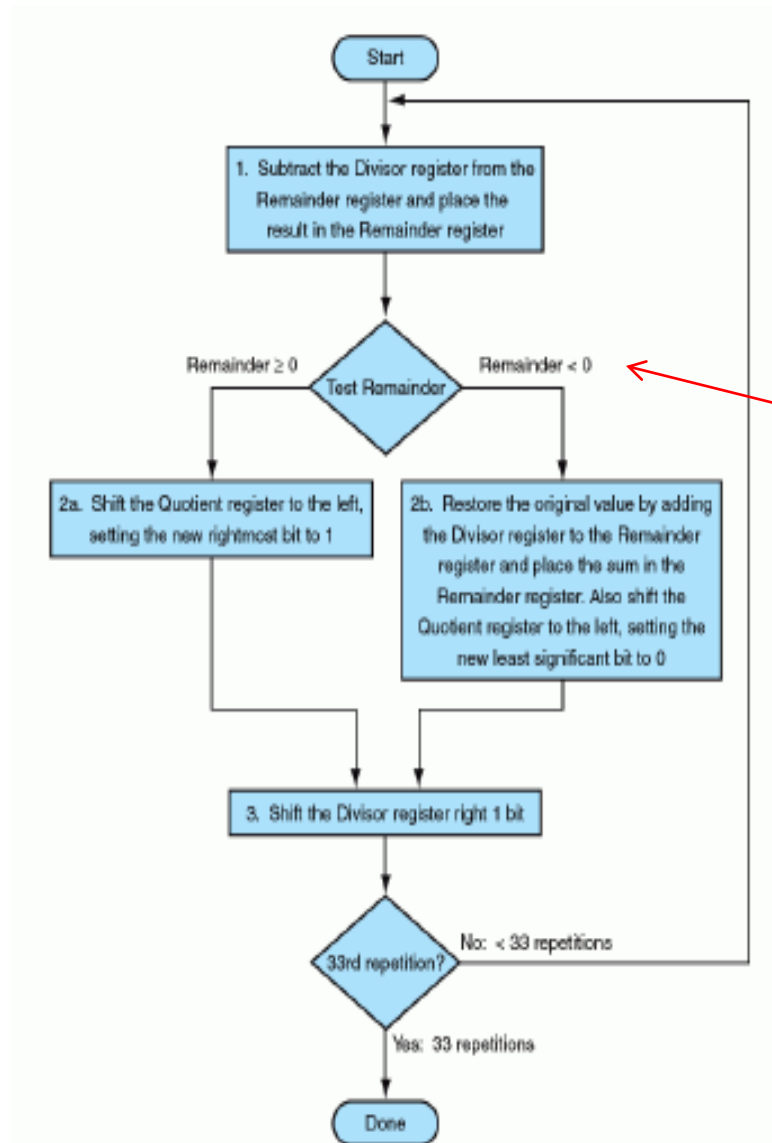 Start
1. Subtract the Divisor register from the
Remainder register and place the
result in the Remainder register
Remainder ≥ 0
Remainder < 0
Test Remainder
2a. Shift the Quotient register to the left,
setting the new rightmost bit to 1
2b. Restore the original value by adding
the Divisor register to the Remainder
register and place the sum in the
Remainder register. Also shift the
Quotient register to the left, setting the
new least significant bit to 0
3. Shift the Divisor register right 1 bit
No: < 33 repetitions
33rd repetition?
Yes: 33 repetitions
Done